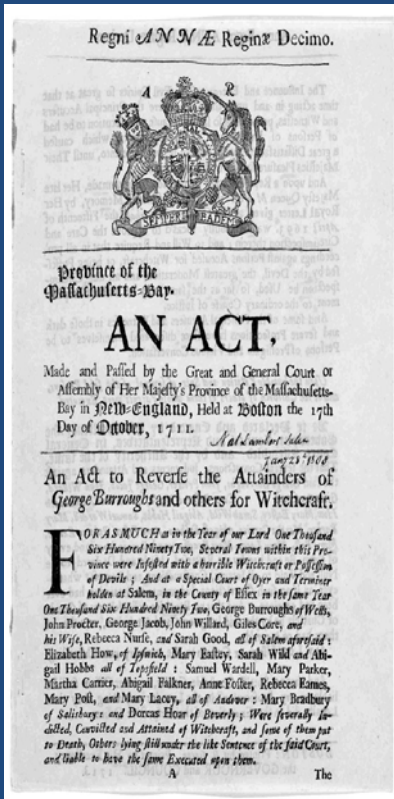 Regni ANNÆ Reginæ Decimo.
A R
SEMPER EADEM
Province of the
Massachusetts-Bay.
AN ACT,
Made and Passed by the Great and General Court or
Assembly of Her Majesty's Province of the Massachusetts-
Bay in New-England, Held at Boston the 17th
Day of October, 1711.
An Act to Reverse the Attainders of
George Burroughs and others for Witchcraft.
FORASMUCH as in the Year of our Lord One Thousand
Six Hundred Ninety Two, Several Towns within this Pro-
vince were Infested with a horrible Witchcraft or Possession
of Devils ; And at a Special Court of Oyer and Terminer
holden at Salem, in the County of Essex in the same Year
One Thousand Six Hundred Ninety Two, George Burroughs of Wells,
John Procter, George Jacob, John Willard, Giles Core, and
his Wife, Rebecca Nurse, and Sarah Good, all of Salem aforesaid :
Elizabeth How, of Ipswich, Mary Eastey, Sarah Wild and Abi-
gail Hobbs all of Topsfield : Samuel Wardell, Mary Parker,
Martha Carrier, Abigail Falkner, Anne Foster, Rebecca Eames,
Mary Post, and Mary Lacey, all of Andover : Mary Bradbury
of Salisbury : and Dorcas Hoar of Beverly ; Were severally In-
dicted, Convicted and Attainted of Witchcraft, and some of them put
to Death, Others lying still under the like Sentence of the said Court,
and liable to have the same Executed upon them.
A The